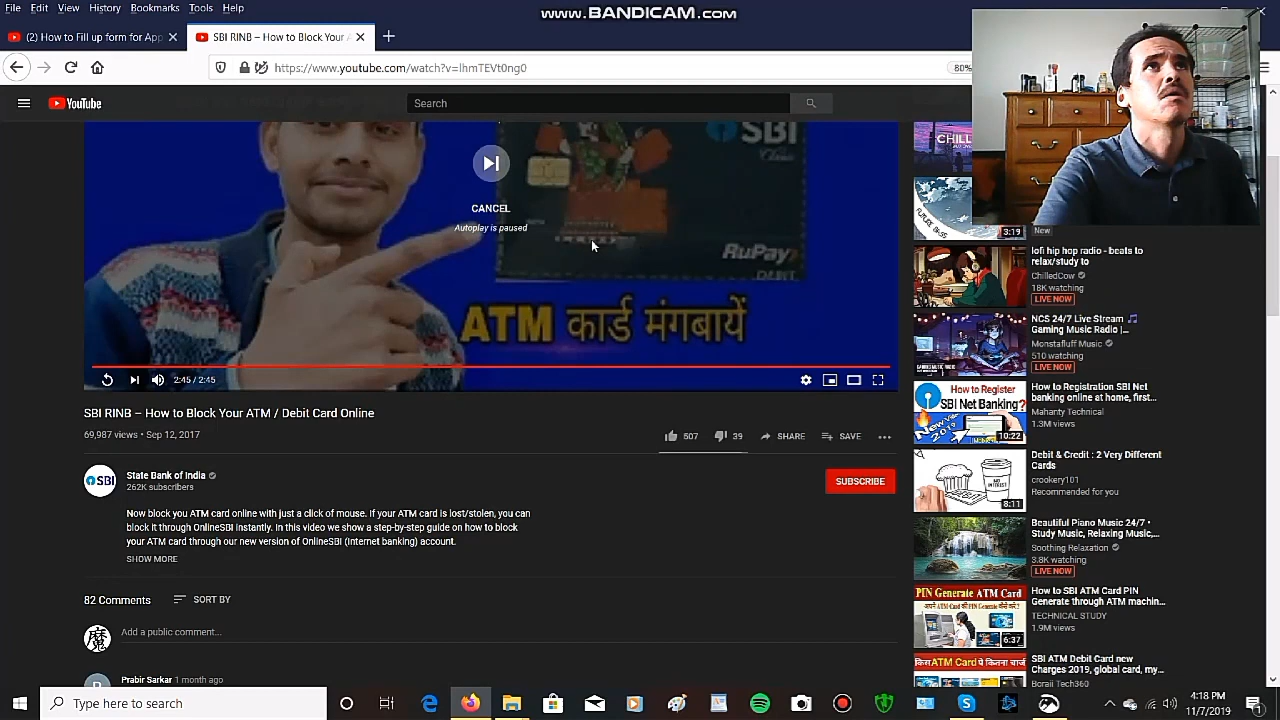 File Edit View History Bookmarks Tools Help
www.BANDICAM.com
(2) How to Fill up form for App
SBI RINB – How to Block Your A
https://www.youtube.com/watch?v=IhmTEVt0ng0
80%
YouTube
Search
SBI
CANCEL
Autoplay is paused
RuPay
DEBIT
ATM कार्ड मंगबायें
2:45 / 2:45
SBI RINB – How to Block Your ATM / Debit Card Online
69,987 views • Sep 12, 2017
507
39
SHARE
SAVE
SBI
State Bank of India
262K subscribers
SUBSCRIBE
Now block you ATM card online with just a click of mouse. If your ATM card is lost/stolen, you can
block it through OnlineSBI instantly. In this video we show a step-by-step guide on how to block
your ATM card through our new version of OnlineSBI (Internet banking) account.
SHOW MORE
82 Comments
SORT BY
Add a public comment...
Prabir Sarkar 1 month ago
CHILL
FUTURE BASS
3:19
New
lofi hip hop radio - beats to
relax/study to
ChilledCow
18K watching
LIVE NOW
NCS 24/7 Live Stream
Gaming Music Radio |...
Monstafluff Music
510 watching
LIVE NOW
How to Register
SBI Net Banking?
10:22
How to Registration SBI Net
banking online at home, first...
Mahanty Technical
1.3M views
8:11
Debit & Credit : 2 Very Different
Cards
crookery101
Recommended for you
Beautiful Piano Music 24/7 •
Study Music, Relaxing Music,...
Soothing Relaxation
3.8K watching
LIVE NOW
PIN Generate ATM Card
6:37
How to SBI ATM Card PIN
Generate through ATM machin...
TECHNICAL STUDY
1.9M views
SBI ATM Debit Card new
Charges 2019, global card, my...
Type here to search
4:18 PM
11/7/2019